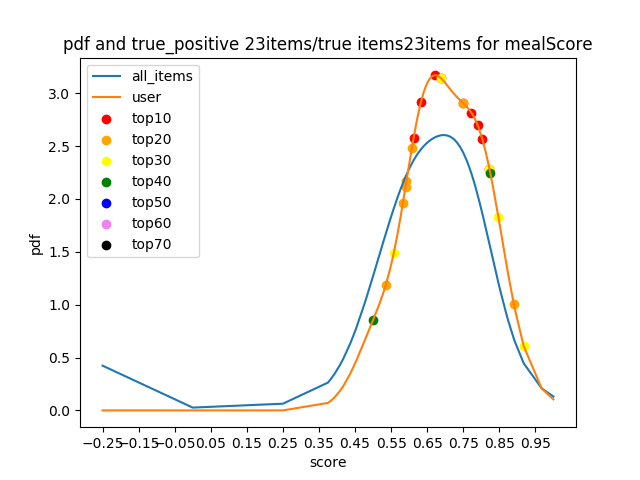 pdf and true_positive 23items/true items23items for mealScore
all_items
user
top10
top20
top30
top40
top50
top60
top70
pdf
3.0
2.5
2.0
1.5
1.0
0.5
0.0
−0.25 −0.15 −0.05 0.05 0.15 0.25 0.35 0.45 0.55 0.65 0.75 0.85 0.95
score